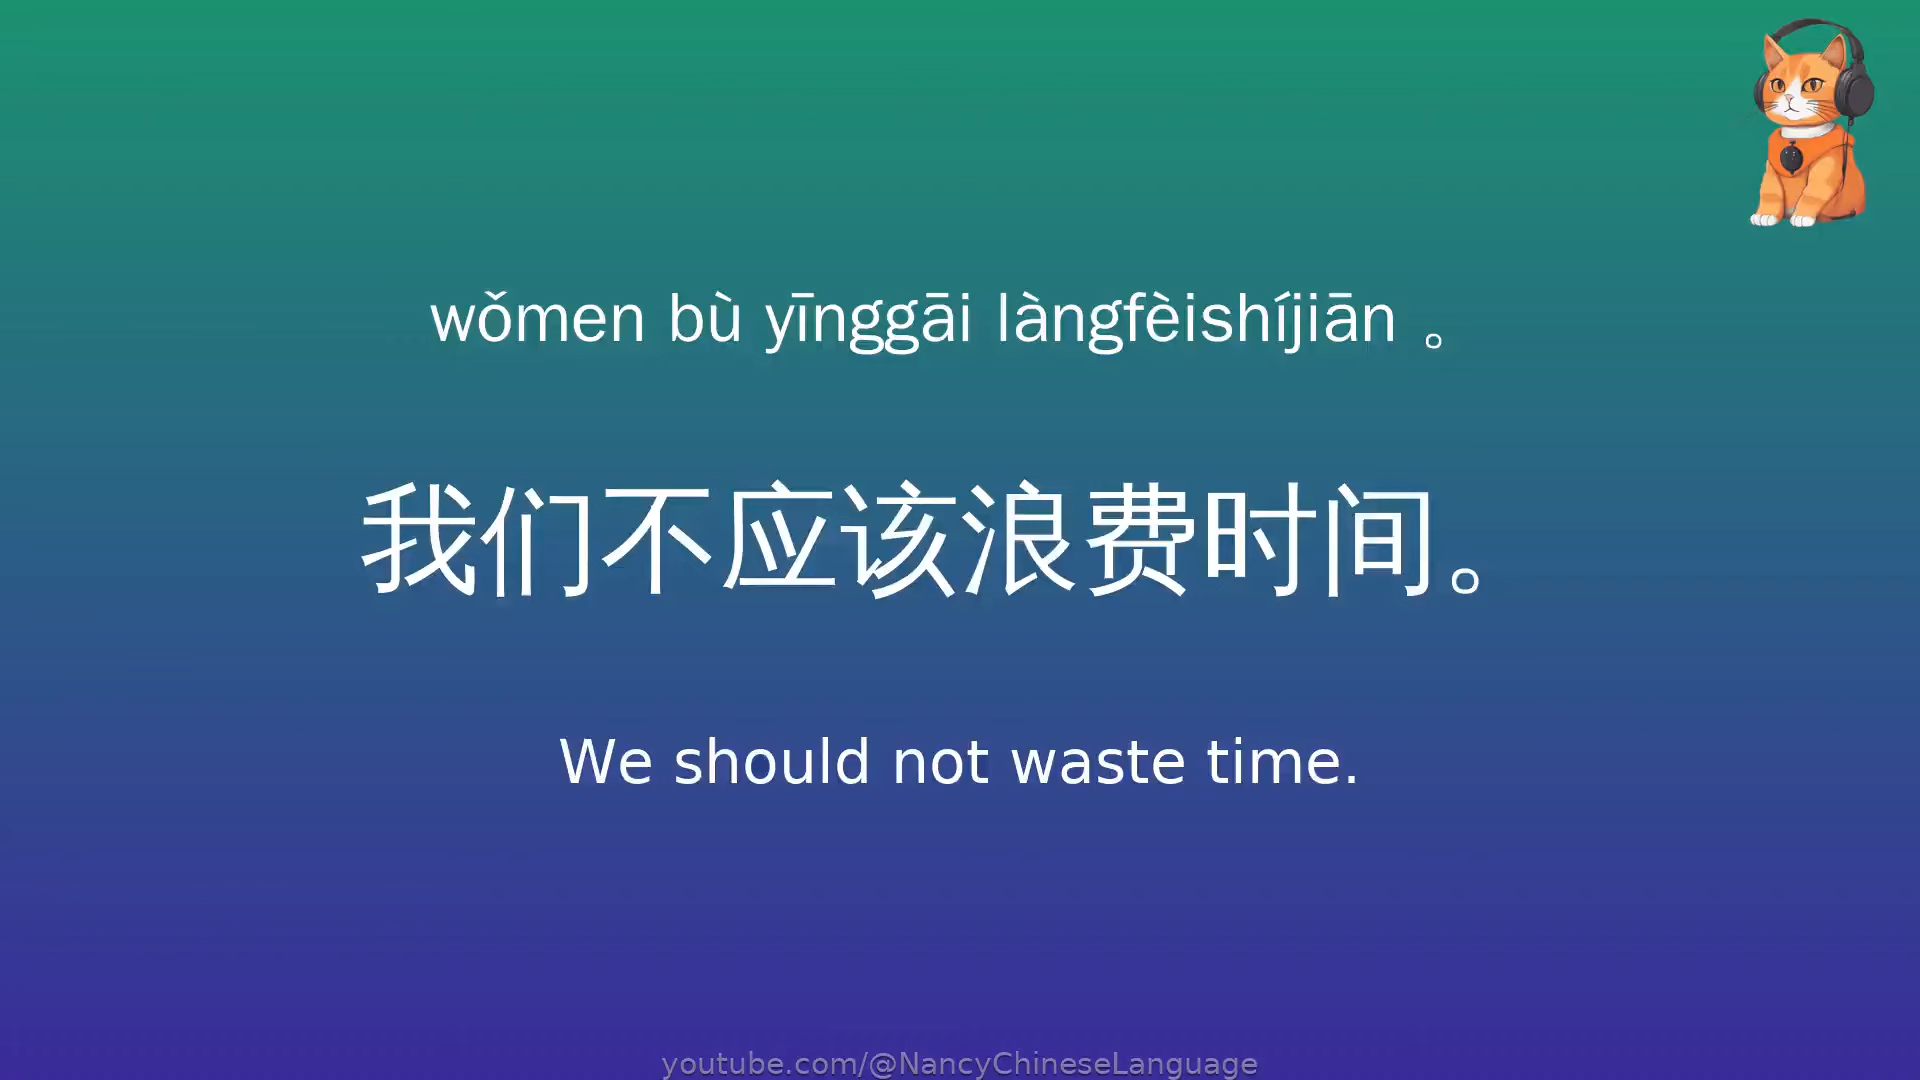 wǒmen bù yīnggāi làngfèishíjiān 。
我们不应该浪费时间。
We should not waste time.
youtube.com/@NancyChineseLanguage